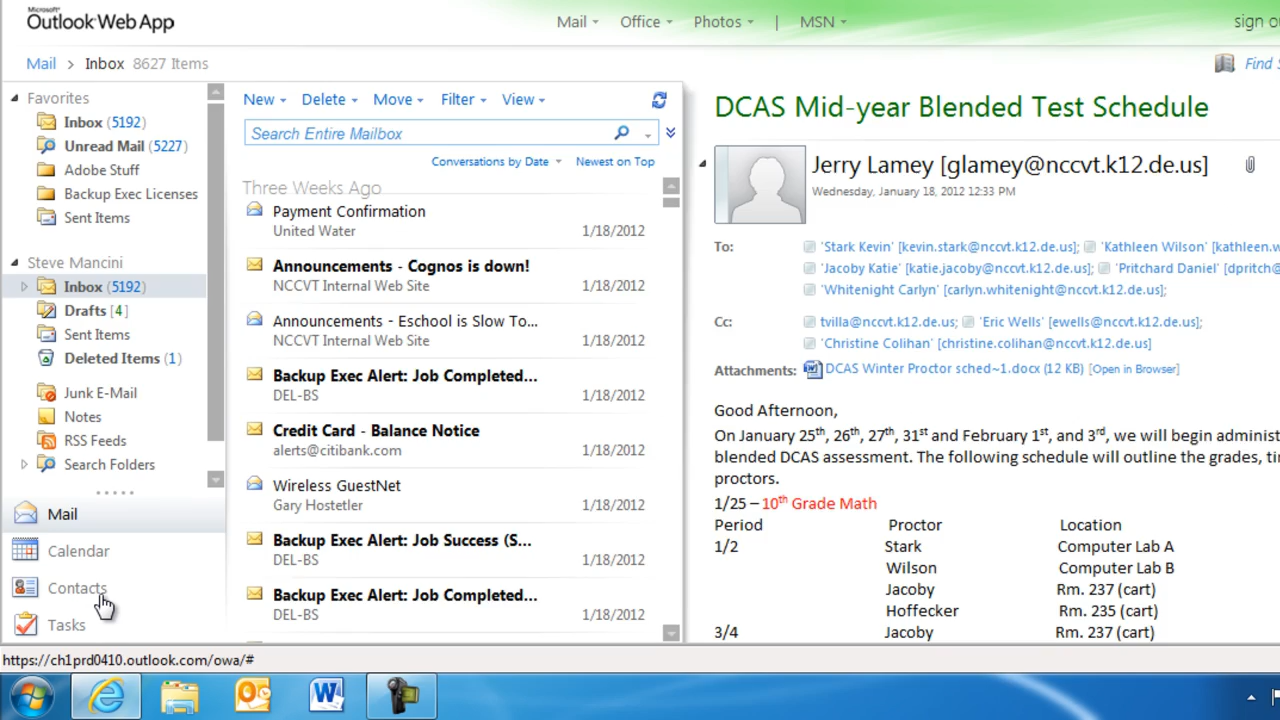 Microsoft®
Outlook Web App
Mail Office Photos | MSN
sign
Mail > Inbox 8627 Items
Find
Favorites
Inbox (5192)
Unread Mail (5227)
Adobe Stuff
Backup Exec Licenses
Sent Items
Steve Mancini
Inbox (5192)
Drafts [4]
Sent Items
Deleted Items (1)
Junk E-Mail
Notes
RSS Feeds
Search Folders
Mail
Calendar
Contacts
Tasks
New Delete Move Filter View
Search Entire Mailbox
Conversations by Date Newest on Top
Three Weeks Ago
Payment Confirmation
United Water 1/18/2012
Announcements - Cognos is down!
NCCVT Internal Web Site 1/18/2012
Announcements - Eschool is Slow To...
NCCVT Internal Web Site 1/18/2012
Backup Exec Alert: Job Completed...
DEL-BS 1/18/2012
Credit Card - Balance Notice
alerts@citibank.com 1/18/2012
Wireless GuestNet
Gary Hostetler 1/18/2012
Backup Exec Alert: Job Success (S...
DEL-BS 1/18/2012
Backup Exec Alert: Job Completed...
DEL-BS 1/18/2012
DCAS Mid-year Blended Test Schedule
Jerry Lamey [glamey@nccvt.k12.de.us]
Wednesday, January 18, 2012 12:33 PM
To: 'Stark Kevin' [kevin.stark@nccvt.k12.de.us]; 'Kathleen Wilson' [kathleen.w
'Jacoby Katie' [katie.jacoby@nccvt.k12.de.us]; 'Pritchard Daniel' [dpritch
'Whitenight Carlyn' [carlyn.whitenight@nccvt.k12.de.us];
Cc: tvilla@nccvt.k12.de.us; 'Eric Wells' [ewells@nccvt.k12.de.us];
'Christine Colihan' [christine.colihan@nccvt.k12.de.us]
Attachments: DCAS Winter Proctor sched~1.docx (12 KB) [Open in Browser]
Good Afternoon,
On January 25th, 26th, 27th, 31st and February 1st, and 3rd, we will begin administ
blended DCAS assessment. The following schedule will outline the grades, ti
proctors.
1/25 – 10th Grade Math
Period Proctor Location
1/2 Stark Computer Lab A
Wilson Computer Lab B
Jacoby Rm. 237 (cart)
Hoffecker Rm. 235 (cart)
3/4 Jacoby Rm. 237 (cart)
https://ch1prd0410.outlook.com/owa/#